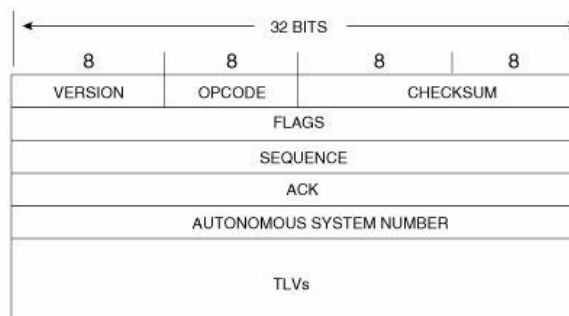 32 BITS
8 8 8 8
VERSION OPCODE CHECKSUM
FLAGS
SEQUENCE
ACK
AUTONOMOUS SYSTEM NUMBER
TLVs